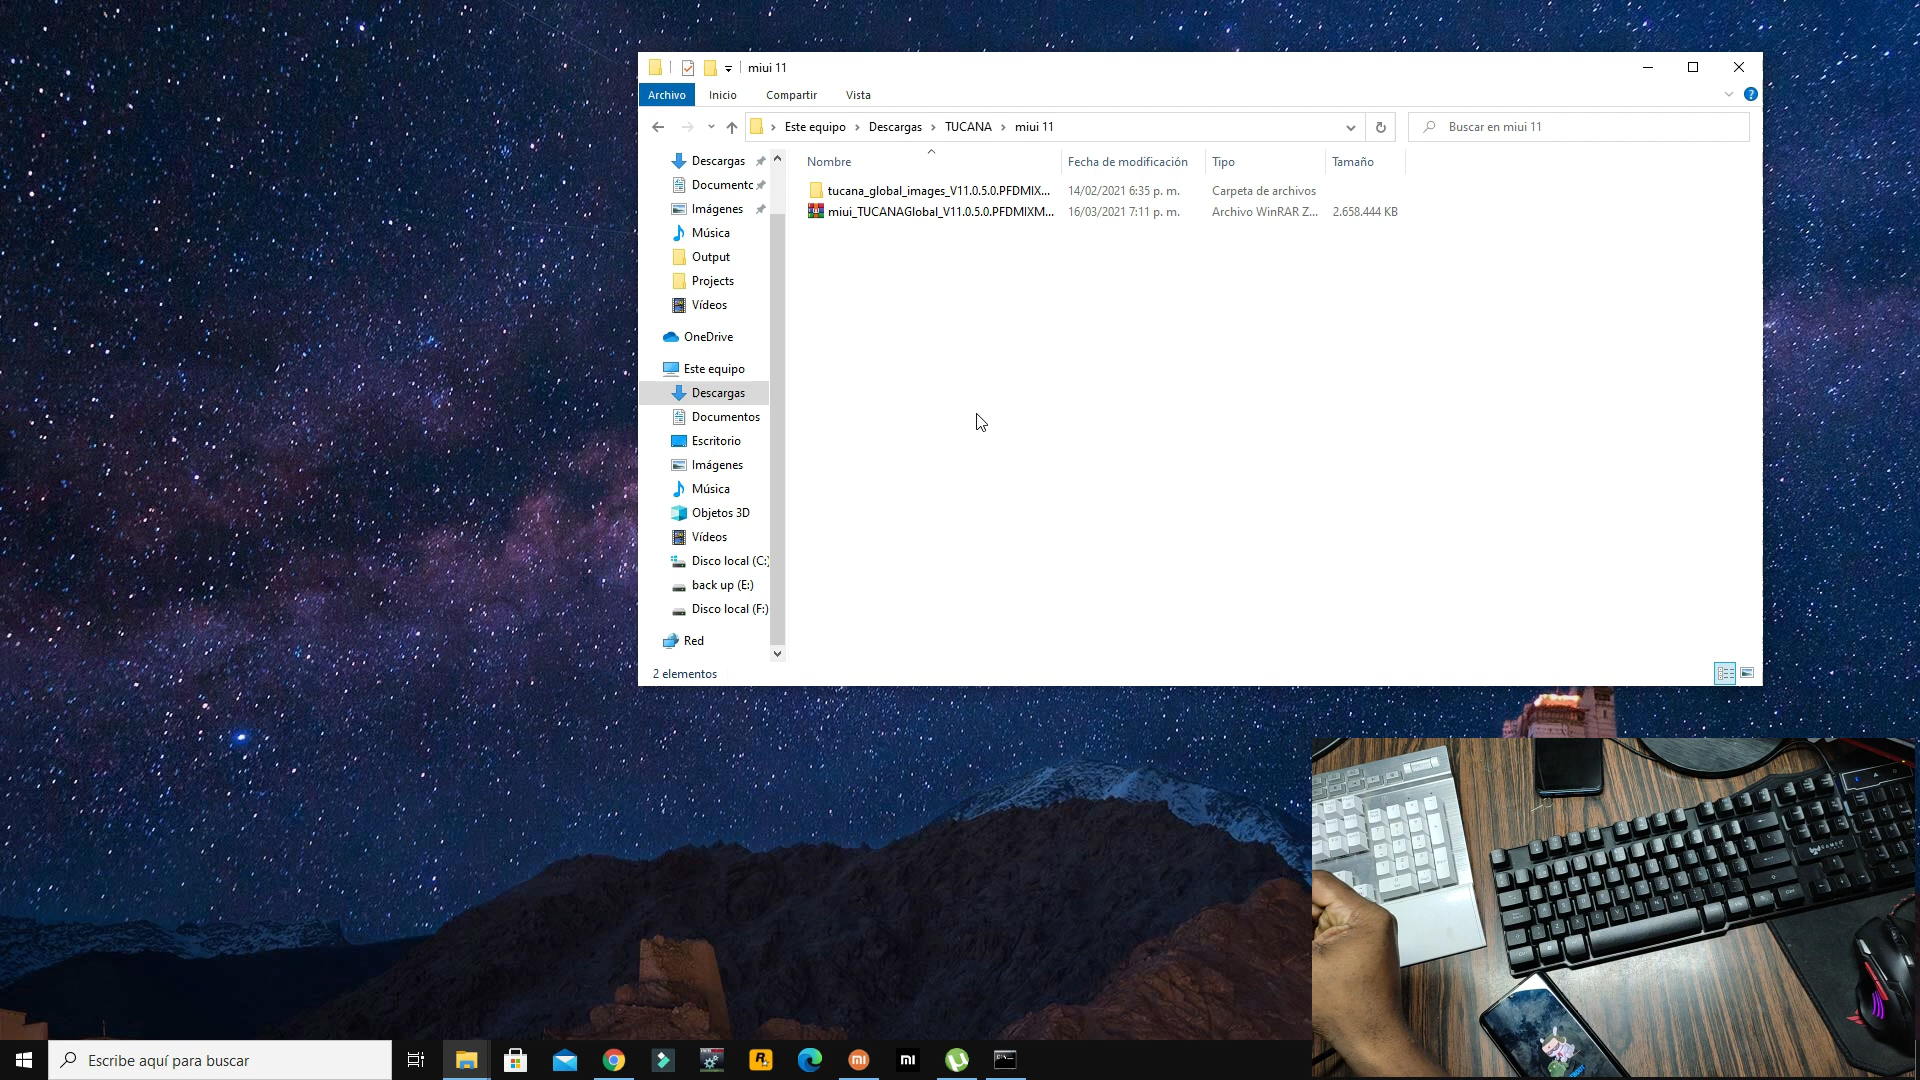 miui 11
Archivo
Inicio
Compartir
Vista
Este equipo
Descargas
TUCANA
miui 11
Buscar en miui 11
Nombre
Fecha de modificación
Tipo
Tamaño
tucana_global_images_V11.0.5.0.PFDMIX...
14/02/2021 6:35 p. m.
Carpeta de archivos
miui_TUCANAGlobal_V11.0.5.0.PFDMIXM...
16/03/2021 7:11 p. m.
Archivo WinRAR Z...
2.658.444 KB
Descargas
Documentc
Imágenes
Música
Output
Projects
Vídeos
OneDrive
Este equipo
Descargas
Documentos
Escritorio
Imágenes
Música
Objetos 3D
Vídeos
Disco local (C:)
back up (E:)
Disco local (F:)
Red
2 elementos
Escribe aquí para buscar